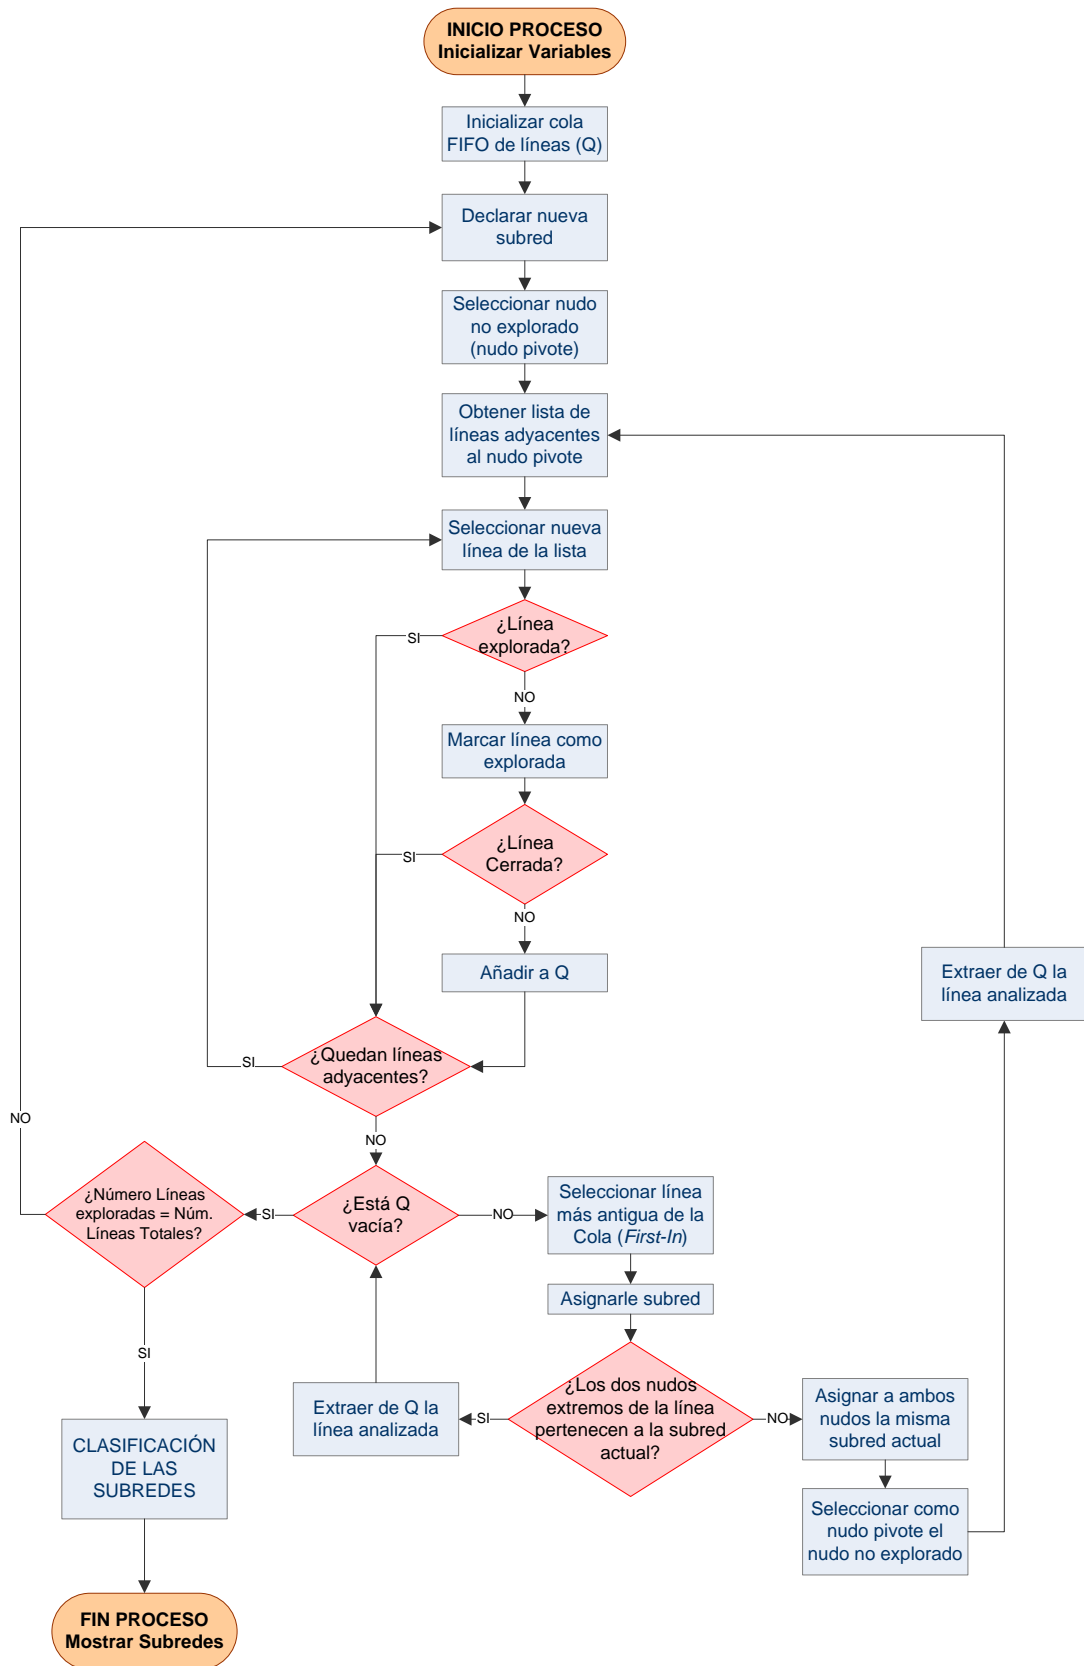 INICIO PROCESO
Inicializar Variables
Inicializar cola
FIFO de líneas (Q)
Declarar nueva
subred
Seleccionar nudo
no explorado
(nudo pivote)
Obtener lista de
líneas adyacentes
al nudo pivote
Seleccionar nueva
línea de la lista
¿Línea
explorada?
SI
NO
Marcar línea como
explorada
¿Línea
Cerrada?
SI
NO
Añadir a Q
Extraer de Q la
línea analizada
¿Quedan líneas
adyacentes?
SI
NO
NO
¿Número Líneas
exploradas = Núm.
Líneas Totales?
SI
¿Está Q
vacía?
NO
Seleccionar línea
más antigua de la
Cola (First-In)
Asignarle subred
SI
¿Los dos nudos
extremos de la línea
pertenecen a la subred
actual?
SI
NO
Extraer de Q la
línea analizada
Asignar a ambos
nudos la misma
subred actual
Seleccionar como
nudo pivote el
nudo no explorado
CLASIFICACIÓN
DE LAS
SUBREDES
FIN PROCESO
Mostrar Subredes